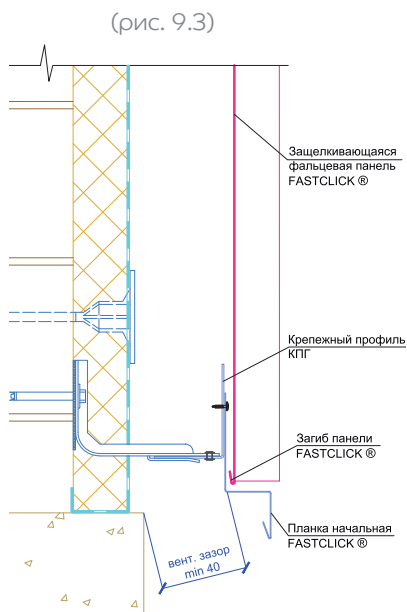 (рис. 9.3)
Защелкивающаяся
фальцевая панель
FASTCLICK ®
Крепежный профиль
КПГ
Загиб панели
FASTCLICK ®
Планка начальная
FASTCLICK ®
вент. зазор
min 40